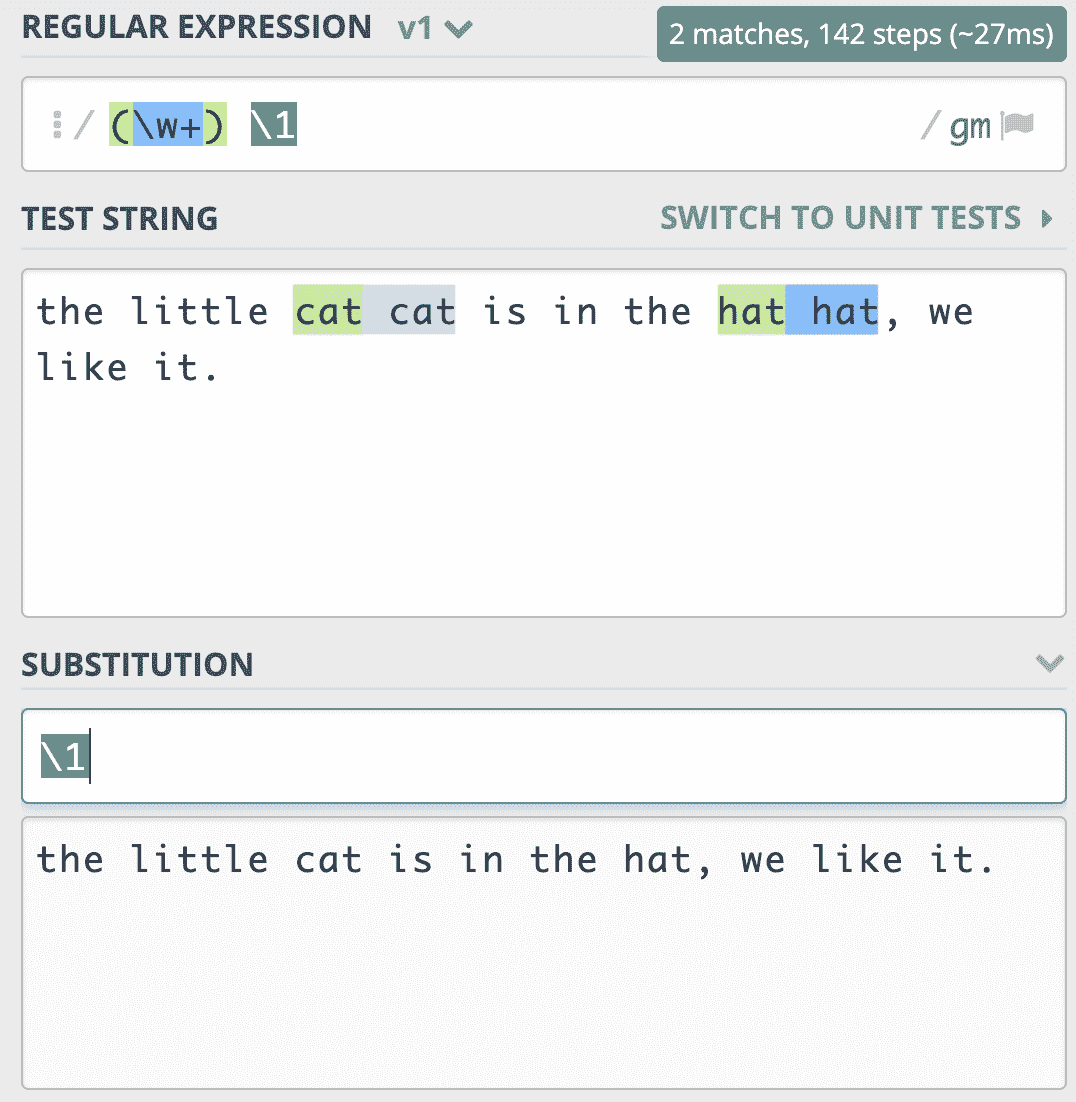 REGULAR EXPRESSION v1
2 matches, 142 steps (~27ms)
/ (\w+) \1 / gm
TEST STRING
SWITCH TO UNIT TESTS
the little cat cat is in the hat hat, we
like it.
SUBSTITUTION
\1
the little cat is in the hat, we like it.